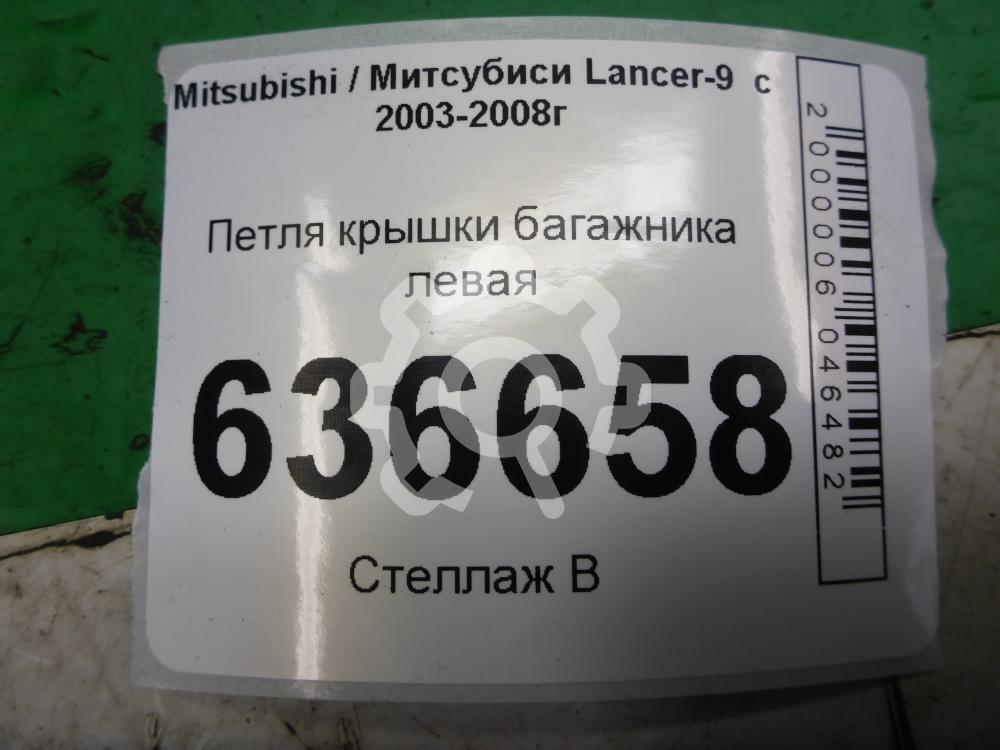 Mitsubishi / Митсубиси Lancer-9 с
2003-2008г
Петля крышки багажника
левая
636658
Стеллаж В
2000006046482